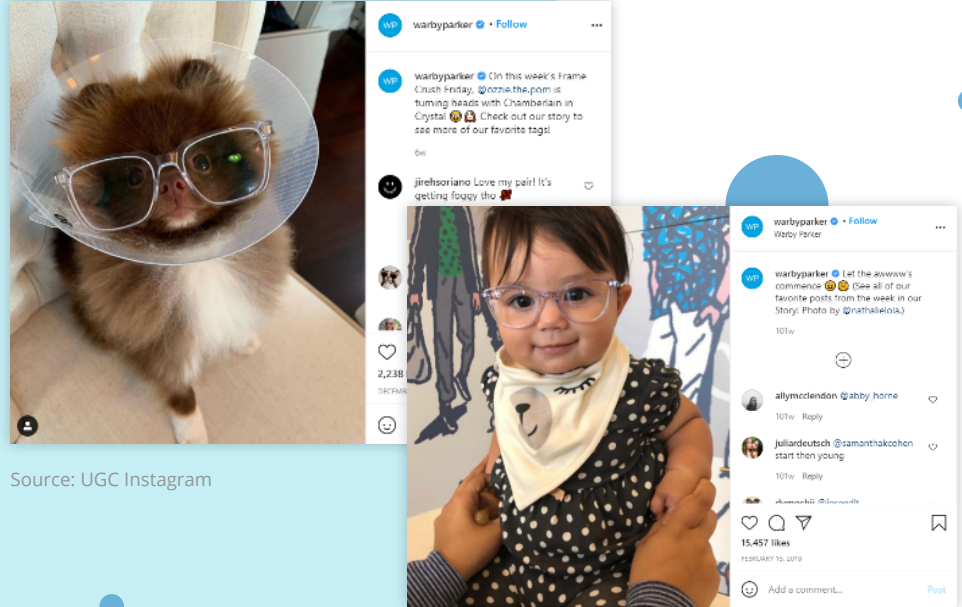 WP warbyparker • Follow
WP warbyparker On this week's Frame
Crush Friday, @ozzie.the.pom is
turning heads with Chamberlain in
Crystal 😭🐶 Check out our story to
see more of our favorite tags!
6w
jirehsoriano Love my pair! It's
getting foggy tho
2,238
DECEMB
Source: UGC Instagram
WP warbyparker • Follow
Warby Parker
WP warbyparker Let the awwww's
commence (See all of our
favorite posts from the week in our
Story! Photo by @nathalielola.)
101w
allymcclendon @abby_horne
101w Reply
juliardeutsch @samanthakcohen
start then young
101w Reply
15,457 likes
FEBRUARY 15, 2019
Add a comment...
Post